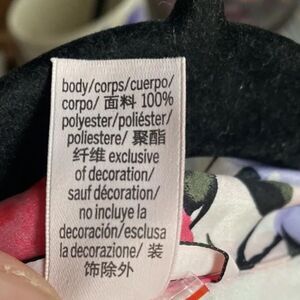 body/corps/cuerpo/
corpo/ 面料 100%
polyester/poliéster/
poliestere/ 聚酯
纤维 exclusive
of decoration/
sauf décoration/
no incluye la
decoración/esclusa
la decorazione/ 装
饰除外